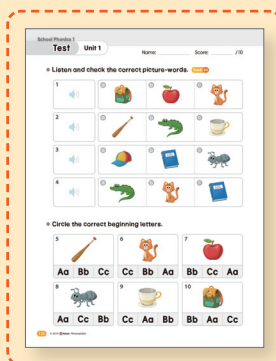 School Phonics 1
Test Unit 1
Name: Score: /10
Listen and check the correct picture-words.
1 a b c
2 a b c
3 a b c
4 a b c
Circle the correct beginning letters.
5 6 7
Aa Bb Cc Cc Bb Aa Bb Cc Aa
8 9 10
Aa Cc Bb Cc Aa Bb Bb Aa Cc